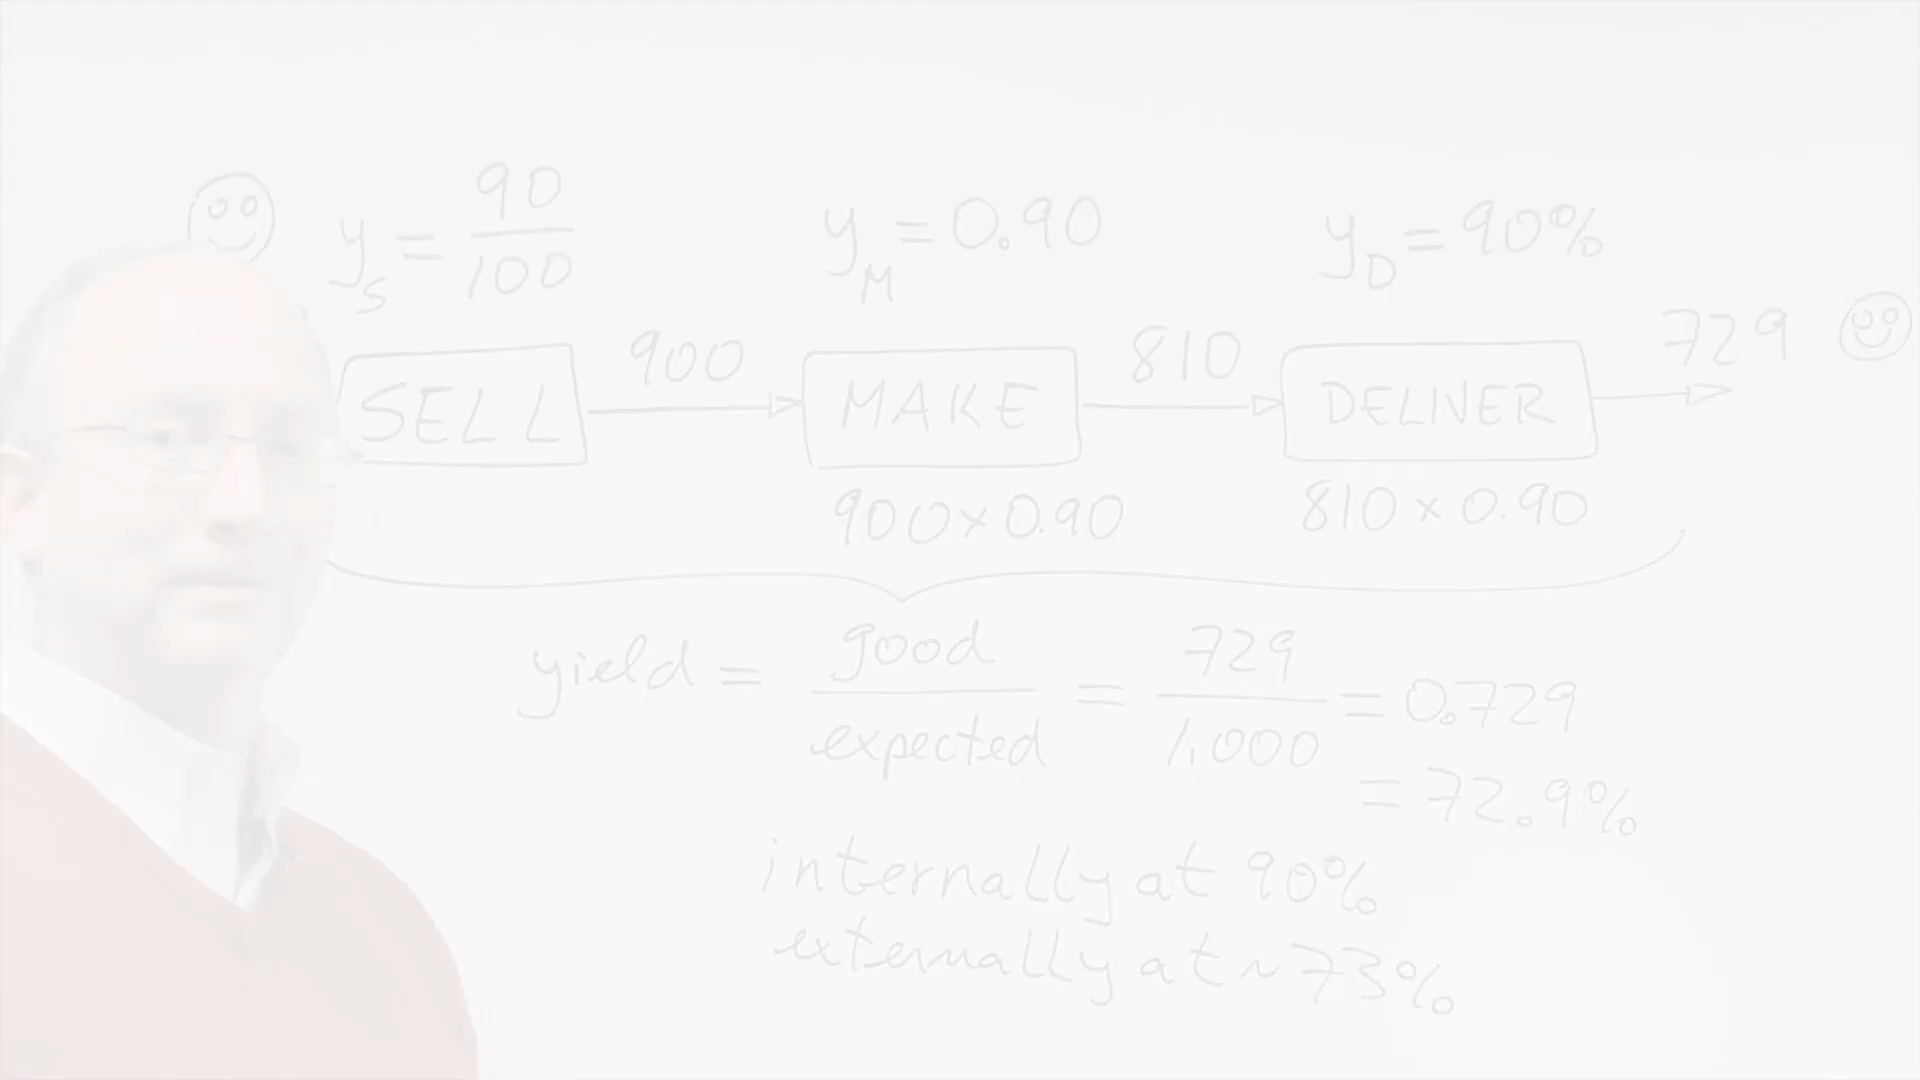 y_S = 90/100
y_M = 0.90
y_D = 90%
SELL
900
MAKE
810
DELIVER
729
900 x 0.90
810 x 0.90
yield = good/expected = 729/1,000 = 0.729
= 72.9%
internally at 90%
externally at ~73%